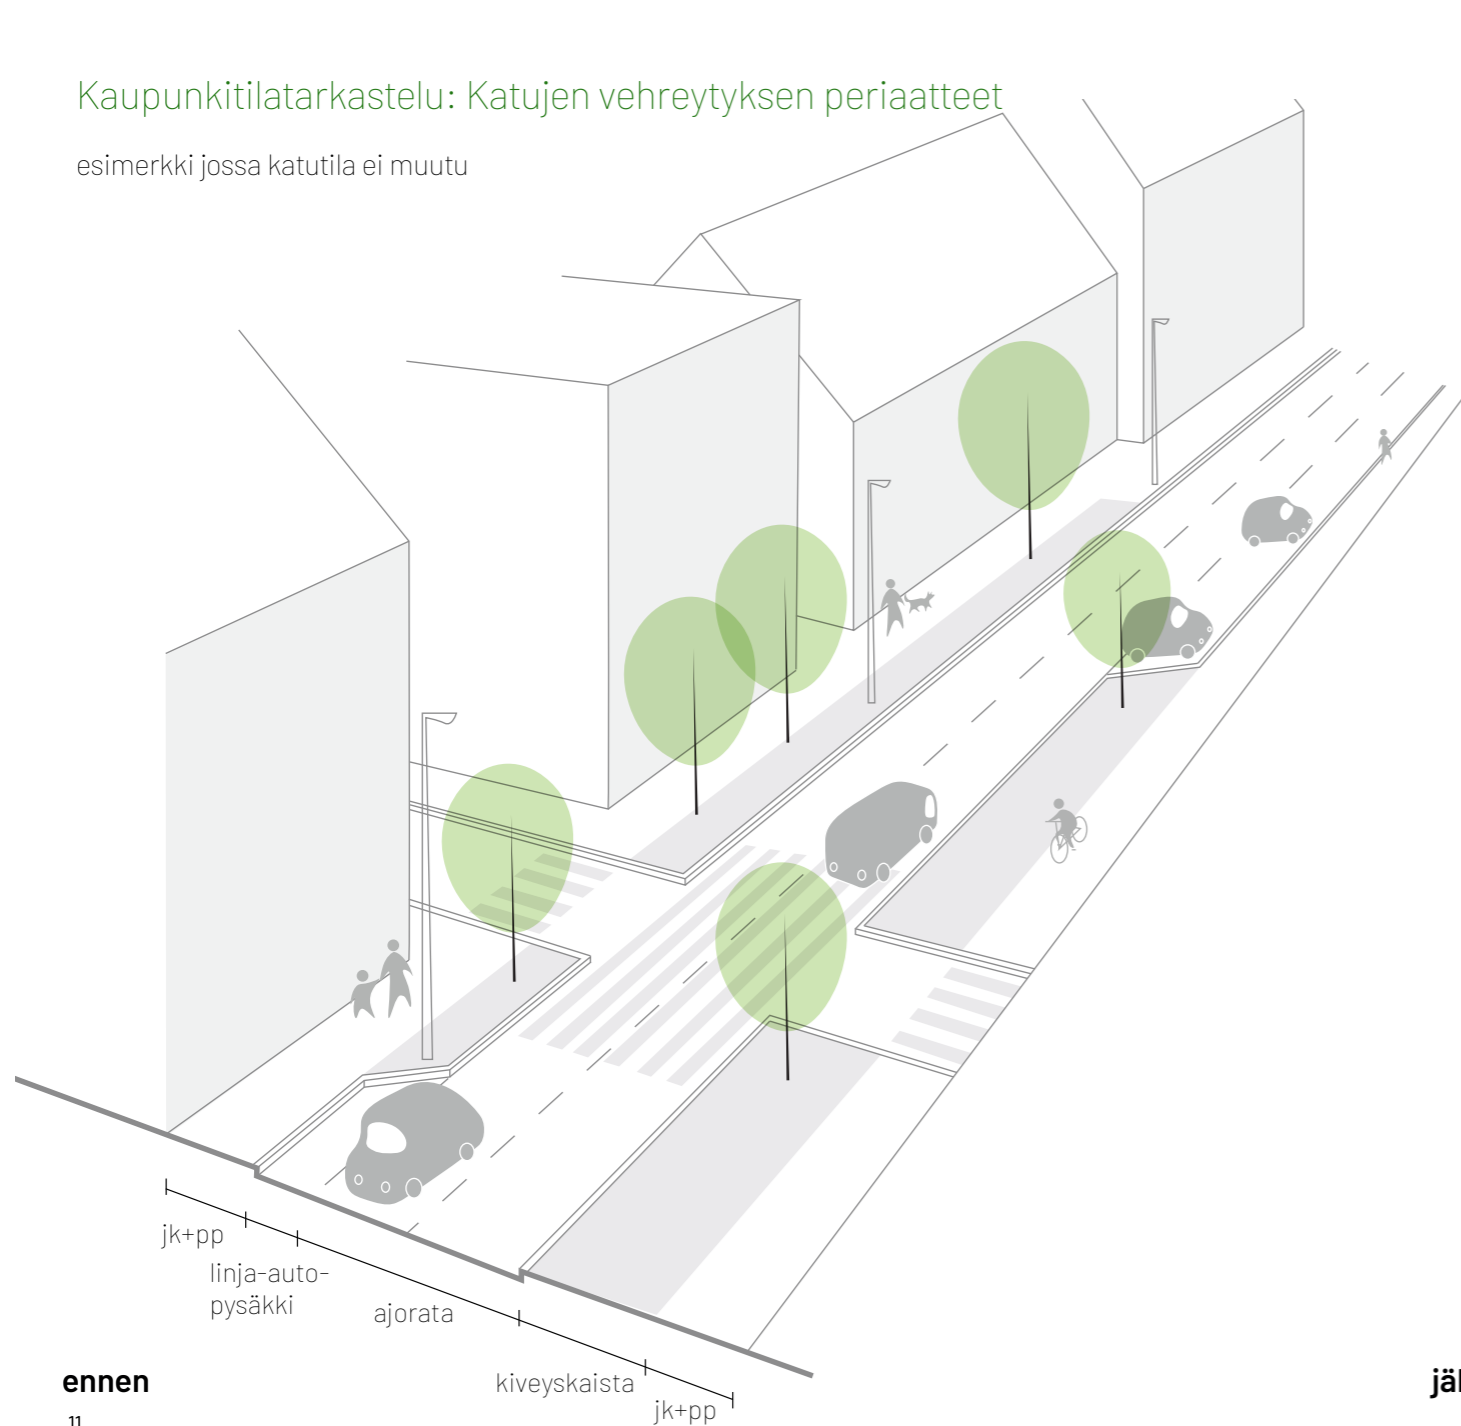 Kaupunkitilatarkastelu: Katujen vehreytyksen periaatteet
esimerkki jossa katutila ei muutu
jk+pp
linja-auto-
pysäkki
ajorata
kiveyskaista
jk+pp
ennen
11